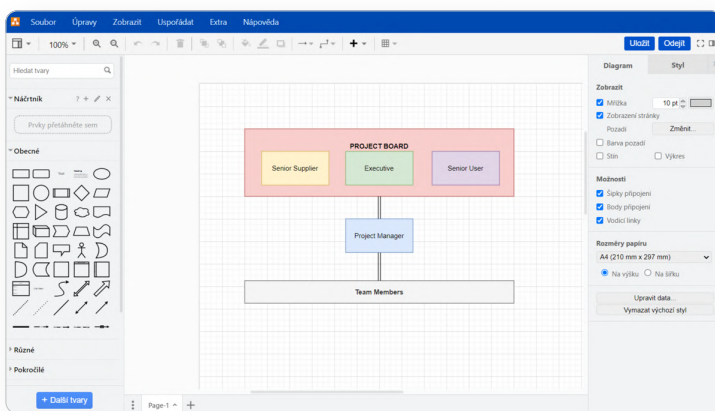 Soubor Úpravy Zobrazit Uspořádat Extra Nápověda
100%
Uložit Odejít
Hledat tvary
Náčrtník ? + ×
Prvky přetáhněte sem
Obecné
Různé
Pokročilé
+ Další tvary
PROJECT BOARD
Senior Supplier Executive Senior User
Project Manager
Team Members
Page-1 +
Diagram Styl
Zobrazit
Mřížka 10 pt
Zobrazení stránky
Pozadí Změnit...
Barva pozadí
Stín Výkres
Možnosti
Šipky připojení
Body připojení
Vodicí linky
Rozměry papíru
A4 (210 mm x 297 mm)
Na výšku Na šířku
Upravit data...
Vymazat výchozí styl